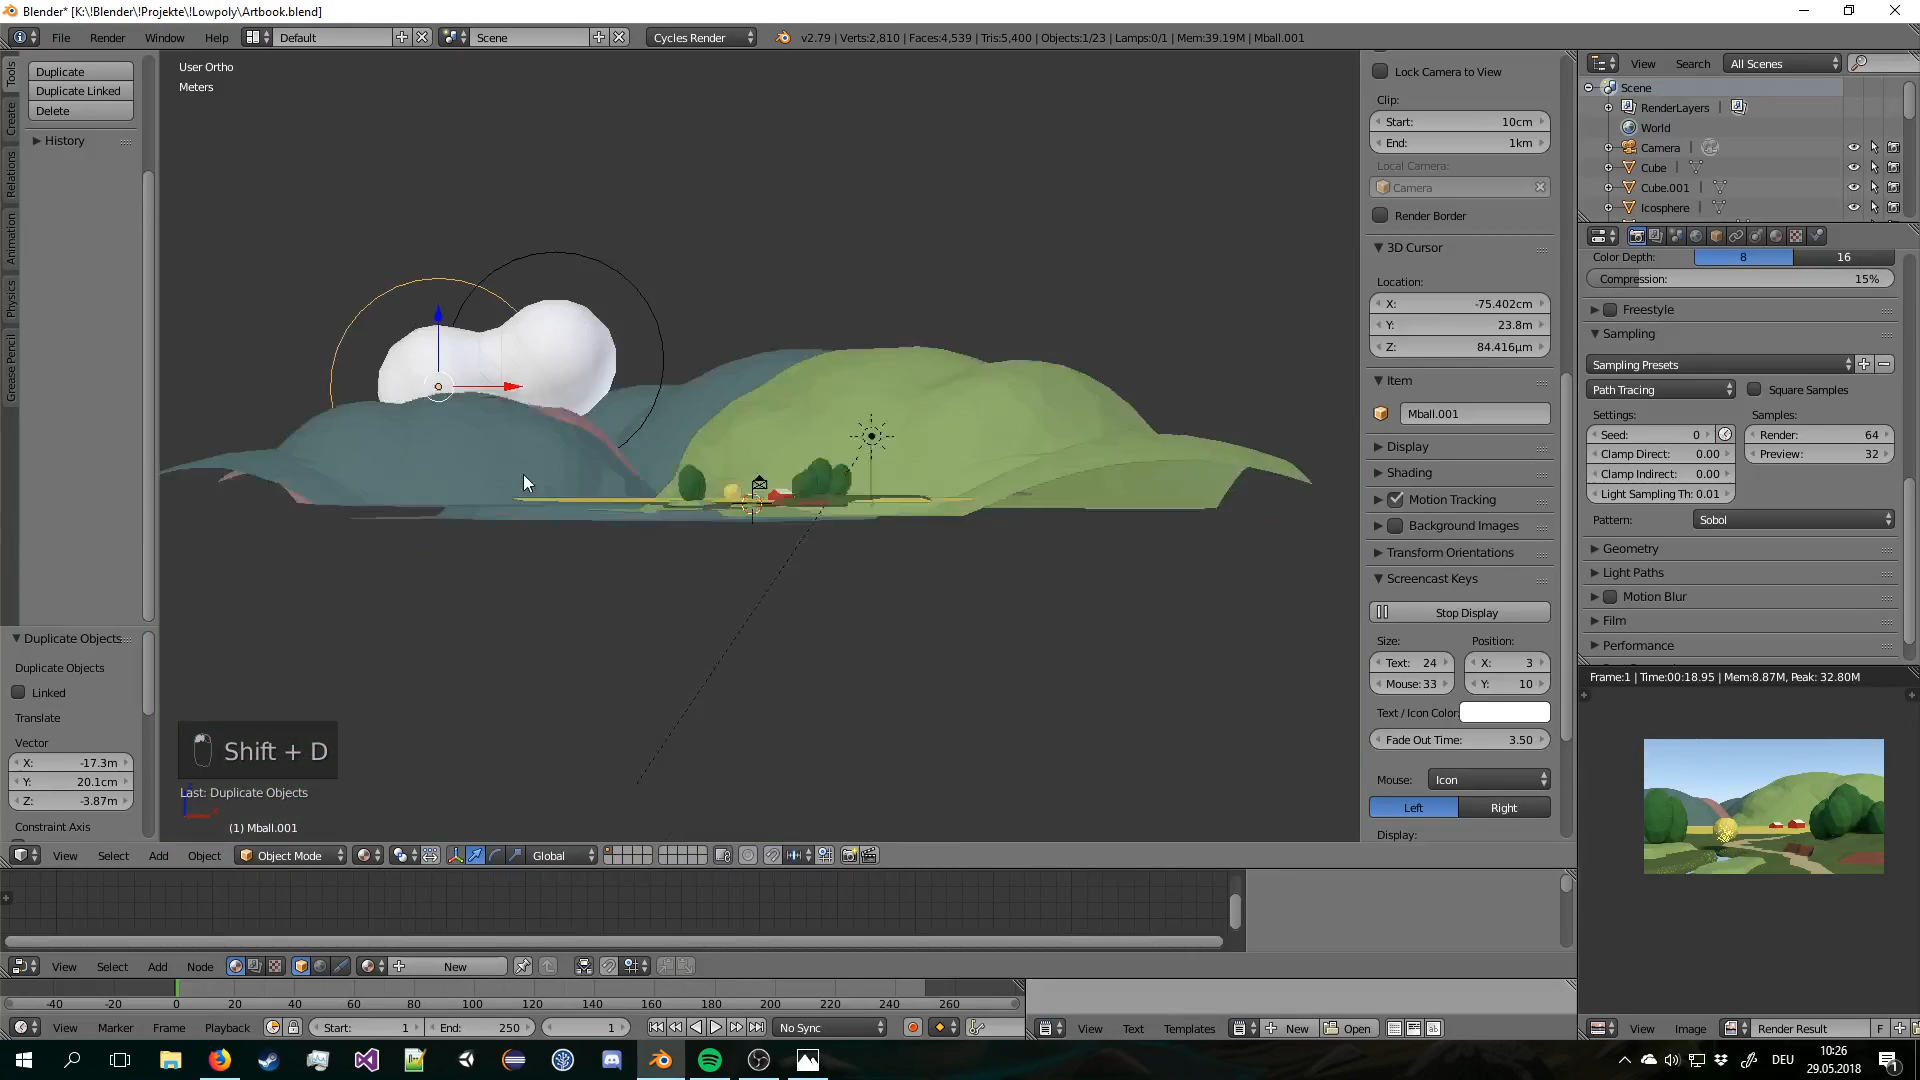 Blender* [K:\!Blender\!Projekte\!Lowpoly\Artbook.blend]
File Render Window Help Default Scene Cycles Render v2.79 | Verts:2,810 | Faces:4,539 | Tris:5,400 | Objects:1/23 | Lamps:0/1 | Mem:39.19M | Mball.001
Tools
Create
Relations
Animation
Physics
Grease Pencil
Duplicate
Duplicate Linked
Delete
History
Duplicate Objects
Duplicate Objects
Linked
Translate
Vector
X: -17.3m
Y: 20.1cm
Z: -3.87m
Constraint Axis
User Ortho
Meters
Shift + D
Last: Duplicate Objects
(1) Mball.001
Lock Camera to View
Clip:
Start: 10cm
End: 1km
Local Camera:
Camera
Render Border
3D Cursor
Location:
X: -75.402cm
Y: 23.8m
Z: 84.416µm
Item
Mball.001
Display
Shading
Motion Tracking
Background Images
Transform Orientations
Screencast Keys
Stop Display
Size: Position:
Text: 24 X: 3
Mouse: 33 Y: 10
Text / Icon Color:
Fade Out Time: 3.50
Mouse: Icon
Left Right
Display:
View Search All Scenes
Scene
RenderLayers
World
Camera
Cube
Cube.001
Icosphere
Color Depth: 8 16
Compression: 15%
Freestyle
Sampling
Sampling Presets
Path Tracing Square Samples
Settings: Samples:
Seed: 0 Render: 64
Clamp Direct: 0.00 Preview: 32
Clamp Indirect: 0.00
Light Sampling Th: 0.01
Pattern: Sobol
Geometry
Light Paths
Motion Blur
Film
Performance
Frame:1 | Time:00:18.95 | Mem:8.87M, Peak: 32.80M
View Select Add Object Object Mode Global
View Select Add Node New
-40 -20 0 20 40 60 80 100 120 140 160 180 200 220 240 260
View Marker Frame Playback Start: 1 End: 250 1 No Sync
View Text Templates New Open
View Image Render Result F
DEU
10:26
29.05.2018
1